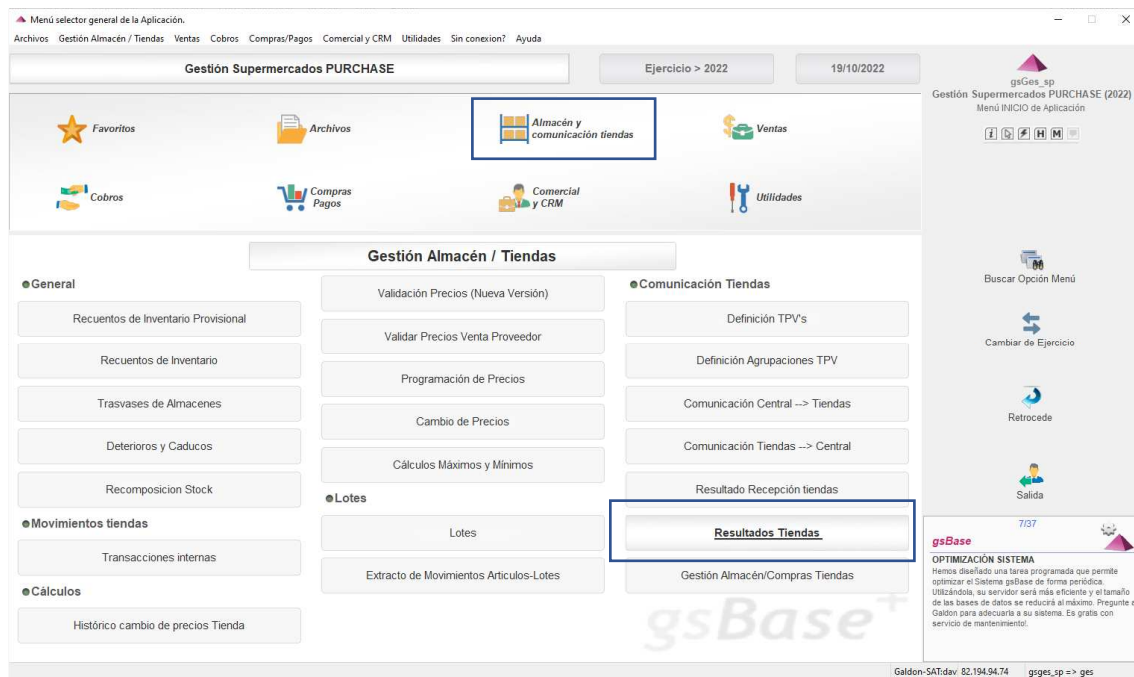 Menú selector general de la Aplicación.
Archivos Gestión Almacén / Tiendas Ventas Cobros Compras/Pagos Comercial y CRM Utilidades Sin conexion? Ayuda
Gestión Supermercados PURCHASE
Ejercicio > 2022
19/10/2022
gsGes_sp
Gestión Supermercados PURCHASE (2022)
Menú INICIO de Aplicación
i
H M
Favoritos
Archivos
Almacén y
comunicación tiendas
Ventas
Cobros
Compras
Pagos
Comercial
y CRM
Utilidades
Gestión Almacén / Tiendas
General
Recuentos de Inventario Provisional
Recuentos de Inventario
Trasvases de Almacenes
Deterioros y Caducos
Recomposicion Stock
Movimientos tiendas
Transacciones internas
Cálculos
Histórico cambio de precios Tienda
Validación Precios (Nueva Versión)
Validar Precios Venta Proveedor
Programación de Precios
Cambio de Precios
Cálculos Máximos y Mínimos
Lotes
Lotes
Extracto de Movimientos Articulos-Lotes
Comunicación Tiendas
Definición TPV's
Definición Agrupaciones TPV
Comunicación Central --> Tiendas
Comunicación Tiendas --> Central
Resultado Recepción tiendas
Resultados Tiendas
Gestión Almacén/Compras Tiendas
gsBase+
Buscar Opción Menú
Cambiar de Ejercicio
Retrocede
Salida
7/37
gsBase
OPTIMIZACIÓN SISTEMA
Hemos diseñado una tarea programada que permite
optimizar el Sistema gsBase de forma periódica.
Utilizándola, su servidor será más eficiente y el tamaño
de las bases de datos se reducirá al máximo. Pregunte a
Galdon para adecuarla a su sistema. Es gratis con
servicio de mantenimiento!.
Galdon-SAT:dav 82.194.94.74 gsges_sp => ges